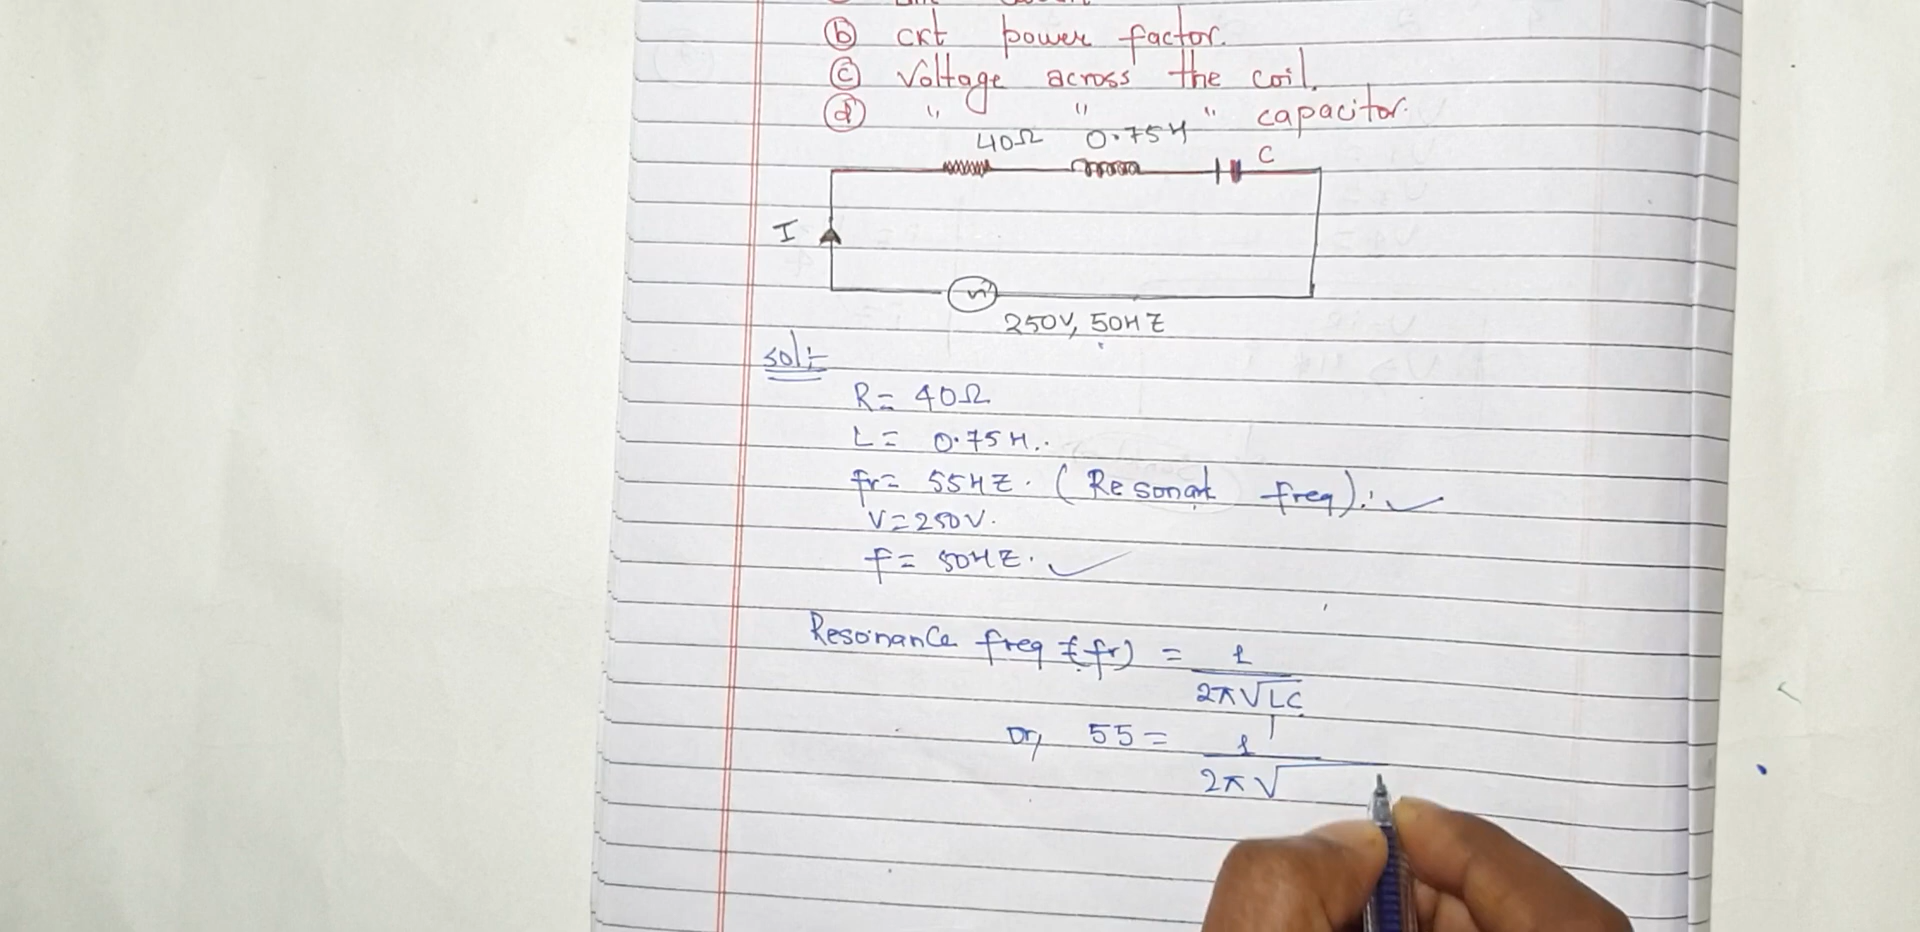 ⓑ ckt power factor.
ⓒ Voltage across the coil.
ⓓ " " " capacitor.
40Ω 0.75H
C
I
250V, 50HZ
sol:-
R= 40Ω
L= 0.75H.
fr= 55HZ. (Resonant freq). ✓
V=250V.
f= 50HZ. ✓
Resonance freq (fr) = 1
2π√LC
or, 55= 1
2π√